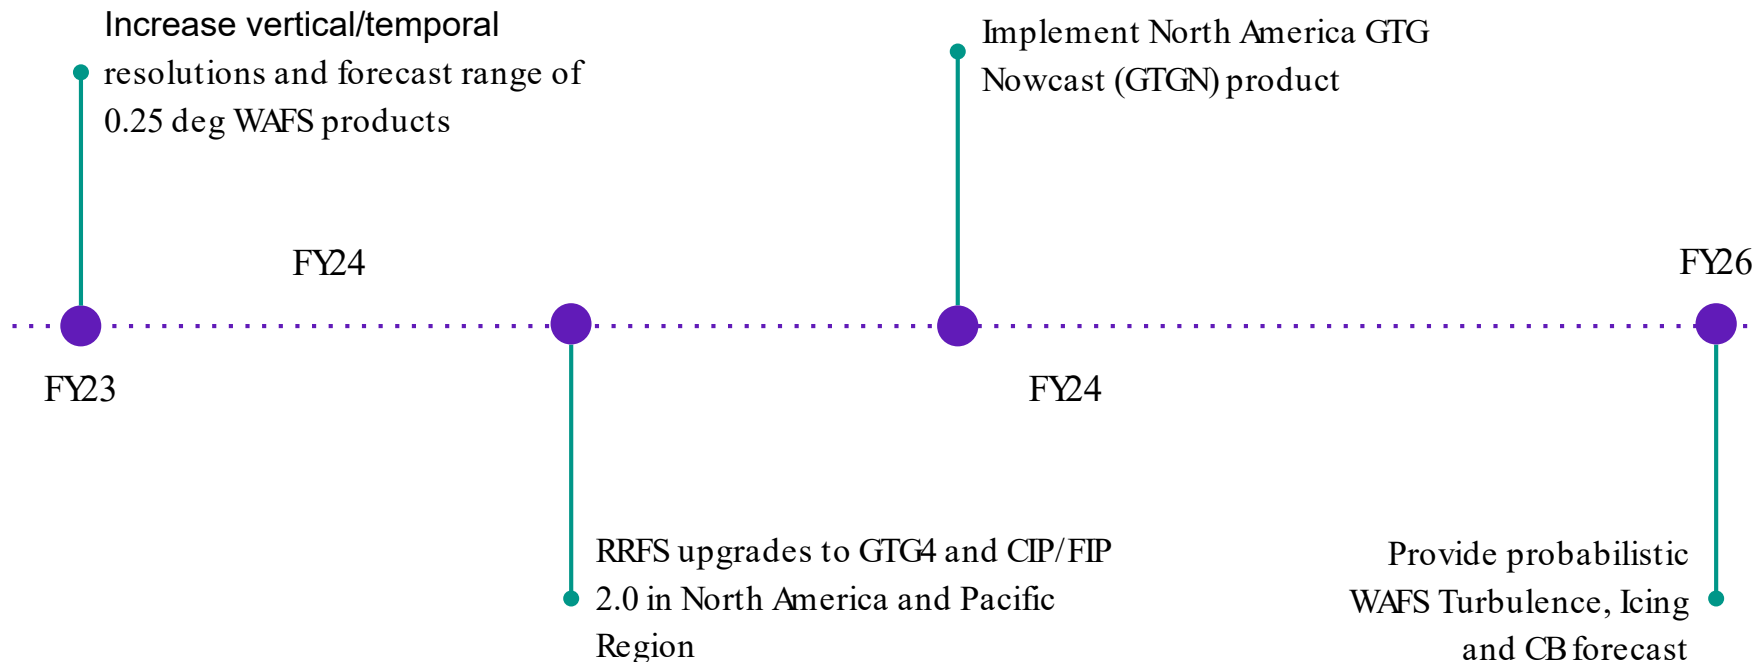 Increase vertical/temporal
resolutions and forecast range of
0.25 deg WAFS products
Implement North America GTG
Nowcast (GTGN) product
FY24
FY26
FY23
FY24
RRFS upgrades to GTG4 and CIP/FIP
2.0 in North America and Pacific
Region
Provide probabilistic
WAFS Turbulence, Icing
and CB forecast